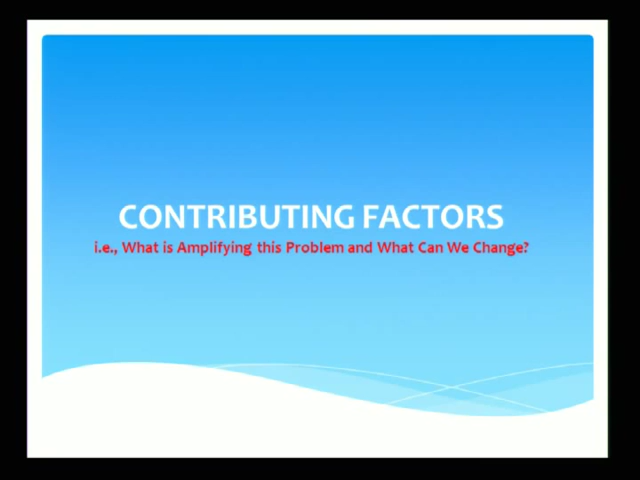 CONTRIBUTING FACTORS
i.e., What is Amplifying this Problem and What Can We Change?